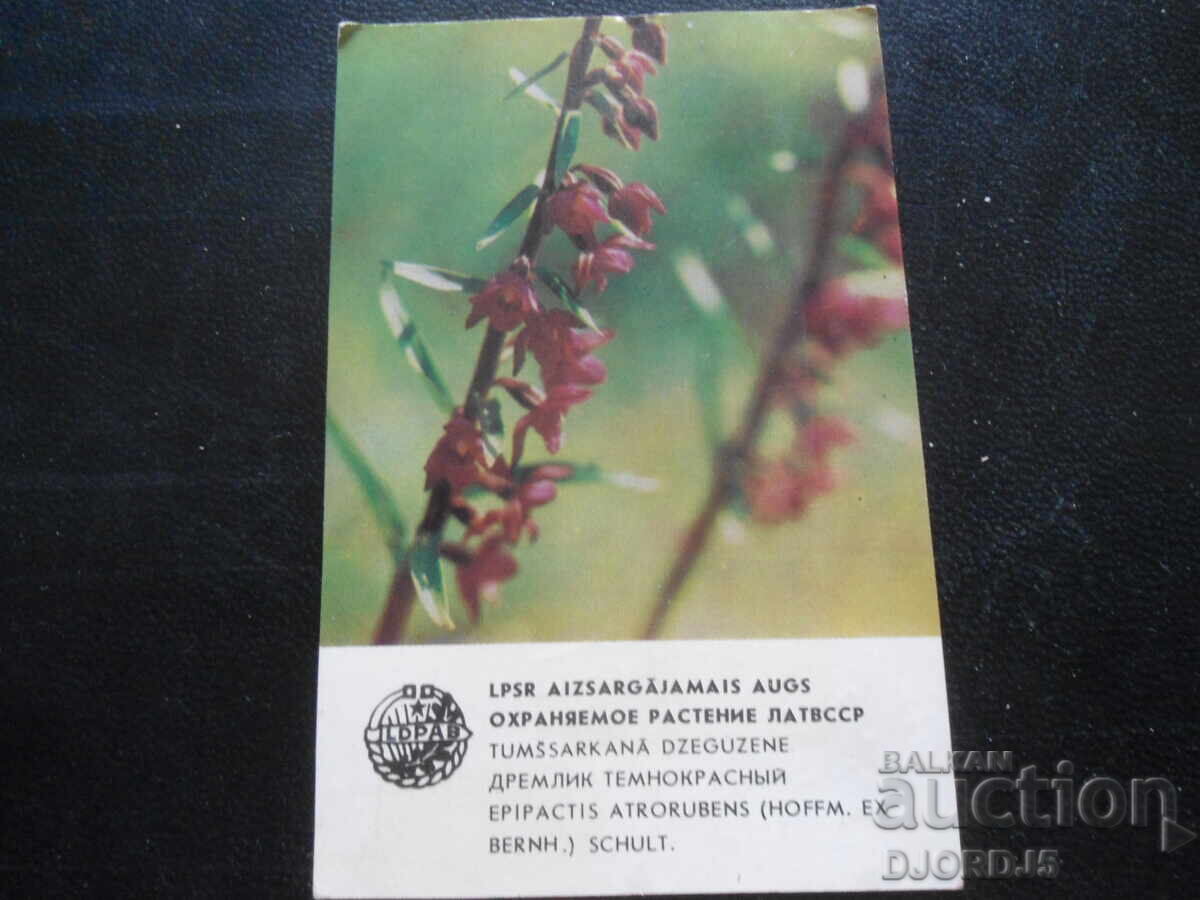 LDPAB
LPSR AIZSARGĀJAMAIS AUGS
ОХРАНЯЕМОЕ РАСТЕНИЕ ЛАТВССР
TUMŠSARKANĀ DZEGUZENE
ДРЕМЛИК ТЕМНОКРАСНЫЙ
EPIPACTIS ATRORUBENS (HOFFM. EX
BERNH.) SCHULT.
BALKAN
auction
DJORDJ5